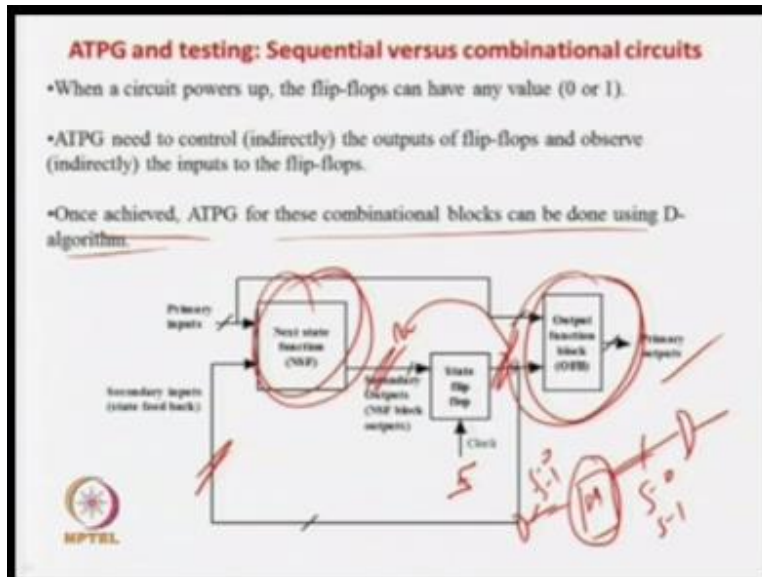 ATPG and testing: Sequential versus combinational circuits
•When a circuit powers up, the flip-flops can have any value (0 or 1).
•ATPG need to control (indirectly) the outputs of flip-flops and observe
(indirectly) the inputs to the flip-flops.
•Once achieved, ATPG for these combinational blocks can be done using D-
algorithm.
Primary
inputs
Next state
function
(NSF)
Secondary inputs
(state feed back)
Secondary
Outputs
(NSF block
outputs)
State
flip
flop
Clock
Output
function
block
(OFB)
Primary
outputs
S-0
S-1
S-0
S-1
NPTEL